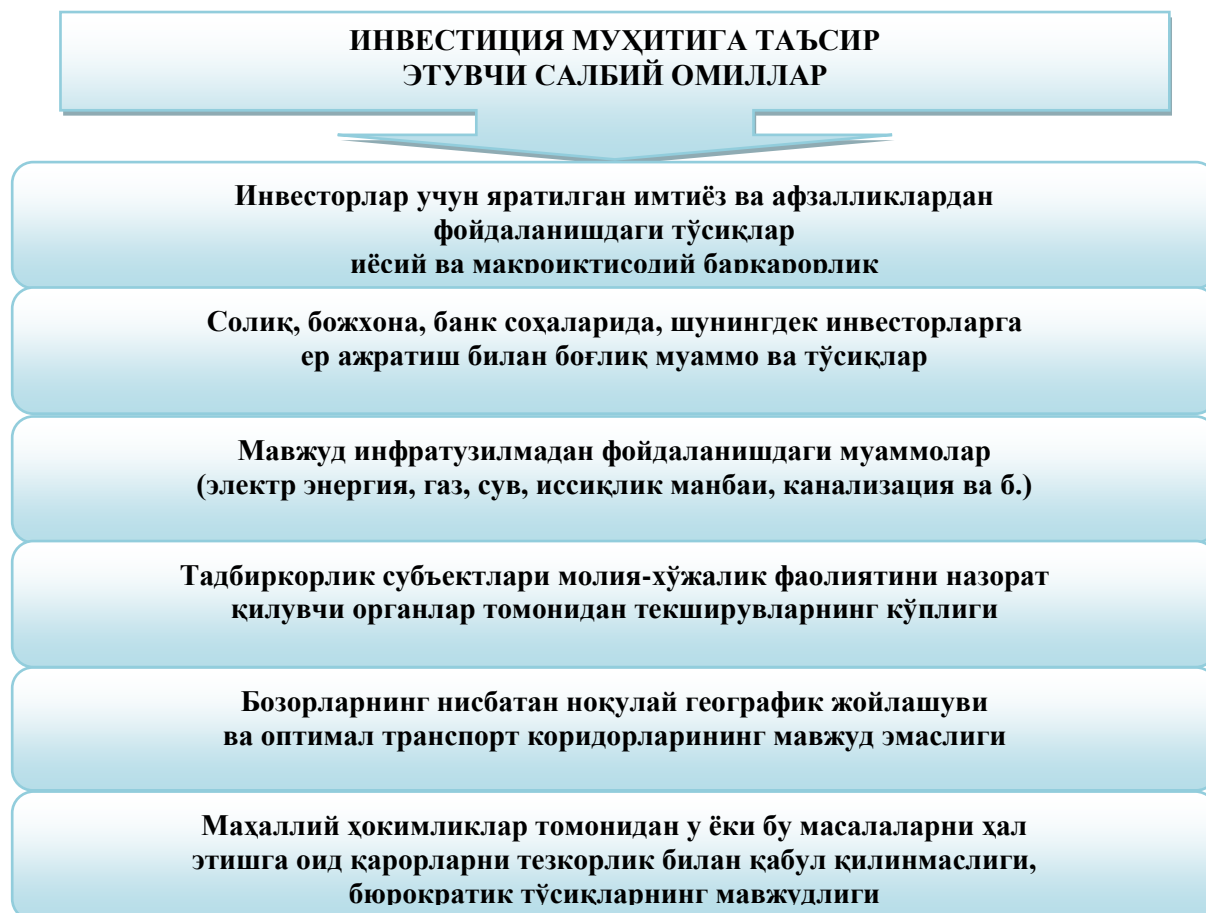 ИНВЕСТИЦИЯ МУҲИТИГА ТАЪСИР
ЭТУВЧИ САЛБИЙ ОМИЛЛАР
Инвесторлар учун яратилган имтиёз ва афзалликлардан
фойдаланишдаги тўсиқлар
иёсий ва макроиқтисодий барқарорлик
Солиқ, божхона, банк соҳаларида, шунингдек инвесторларга
ер ажратиш билан боғлиқ муаммо ва тўсиқлар
Мавжуд инфратузилмадан фойдаланишдаги муаммолар
(электр энергия, газ, сув, иссиқлик манбаи, канализация ва б.)
Тадбиркорлик субъектлари молия-хўжалик фаолиятини назорат
қилувчи органлар томонидан текширувларнинг кўплиги
Бозорларнинг нисбатан ноқулай географик жойлашуви
ва оптимал транспорт коридорларининг мавжуд эмаслиги
Маҳаллий ҳокимликлар томонидан у ёки бу масалаларни ҳал
этишга оид қарорларни тезкорлик билан қабул қилинмаслиги,
бюрократик тўсиқларнинг мавжудлиги